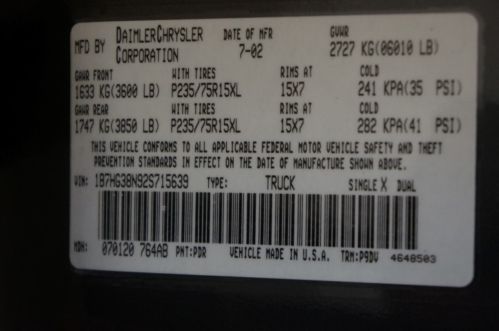 MFD BY DAIMLERCHRYSLER CORPORATION DATE OF MFR 7-02 GVWR 2727 KG(06010 LB)
GAWR FRONT WITH TIRES RIMS AT COLD
1633 KG(3600 LB) P235/75R15XL 15X7 241 KPA(35 PSI)
GAWR REAR WITH TIRES RIMS AT COLD
1747 KG(3850 LB) P235/75R15XL 15X7 282 KPA(41 PSI)
THIS VEHICLE CONFORMS TO ALL APPLICABLE FEDERAL MOTOR VEHICLE SAFETY AND THEFT
PREVENTION STANDARDS IN EFFECT ON THE DATE OF MANUFACTURE SHOWN ABOVE.
VIN: 1B7HG38N92S715639 TYPE: TRUCK SINGLE X DUAL
MDH: 070120 764AB PNT:PDR VEHICLE MADE IN U.S.A. TRM:P9DV 4648503